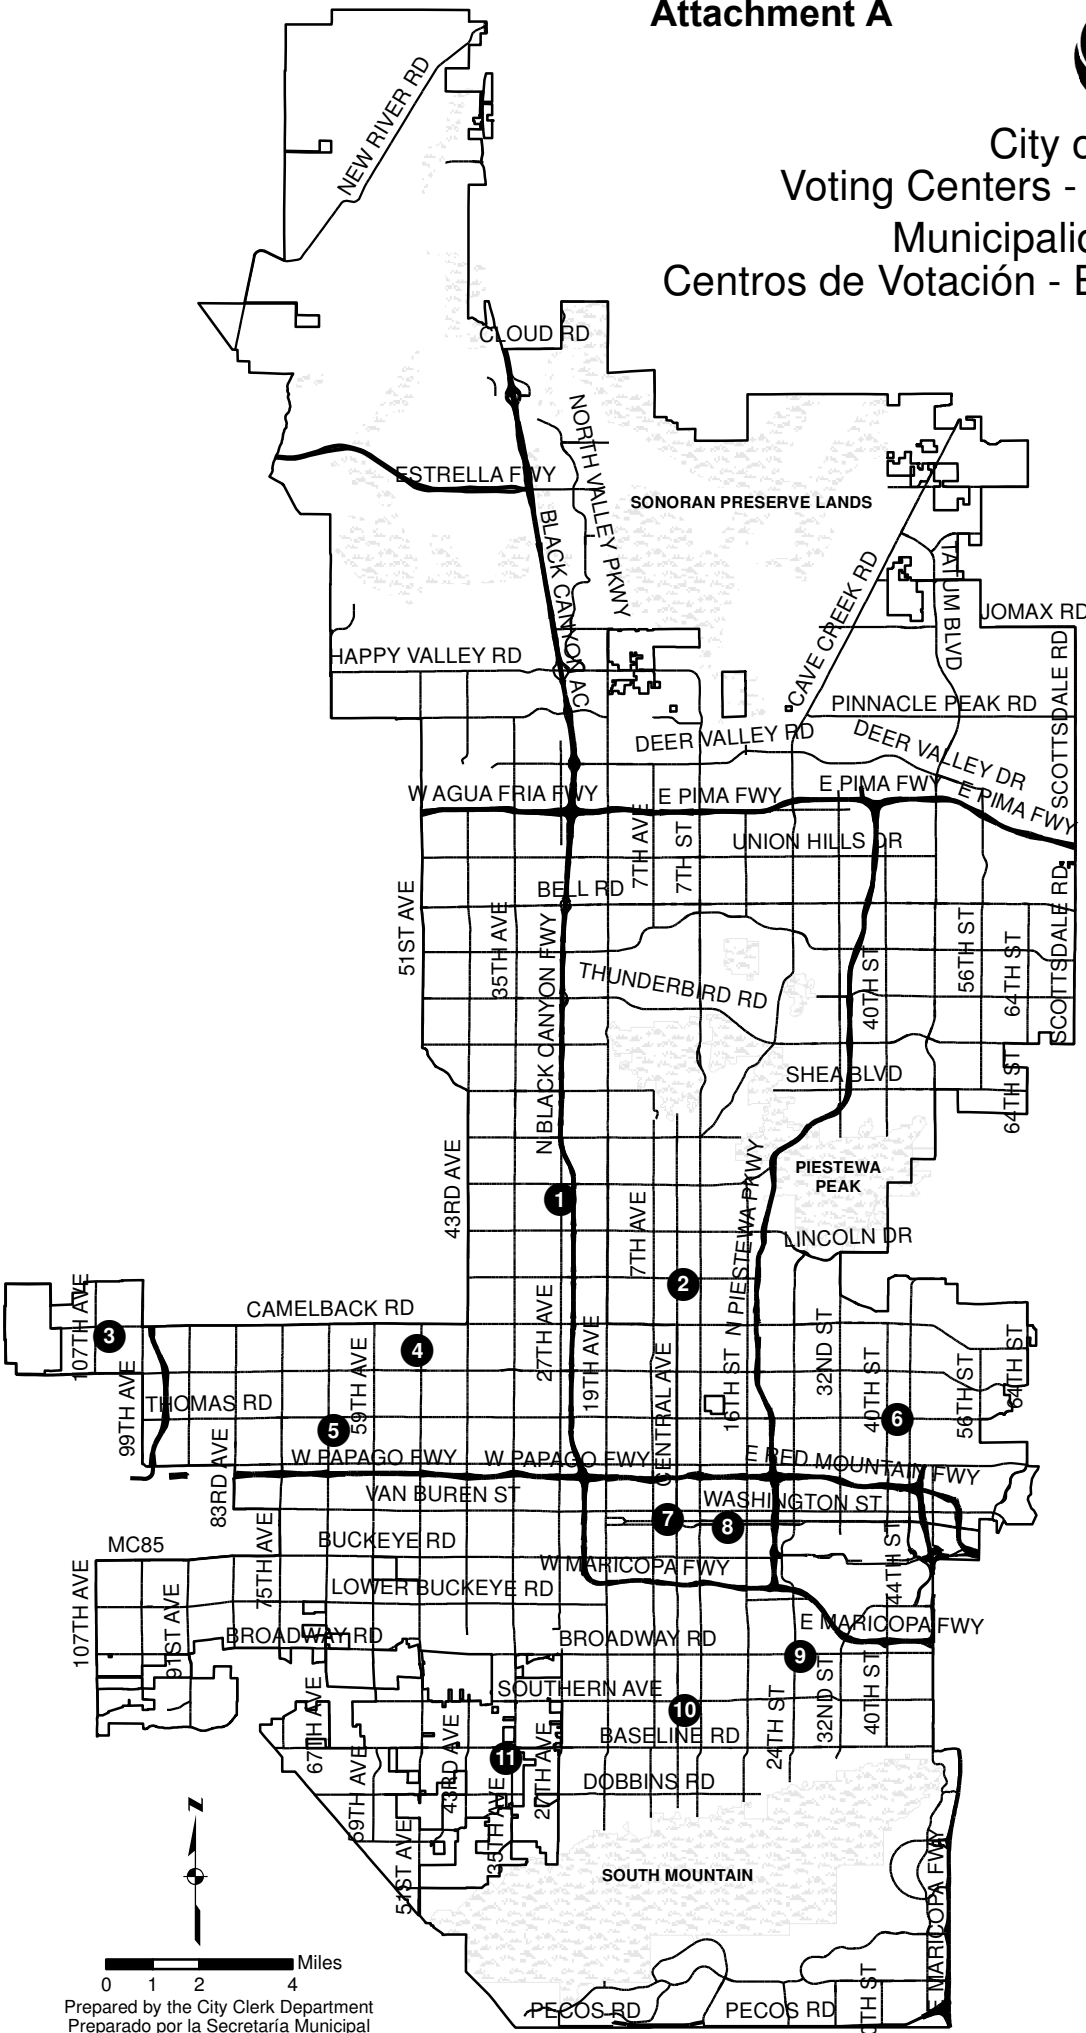 Attachment A
City o
Voting Centers -
Municipalid
Centros de Votación - E
NEW RIVER RD
CLOUD RD
NORTH VALLEY PKWY
ESTRELLA FWY
SONORAN PRESERVE LANDS
BLACK CANYON AC
CAVE CREEK RD
TATUM BLVD
JOMAX RD
HAPPY VALLEY RD
SCOTTSDALE RD
PINNACLE PEAK RD
DEER VALLEY RD
DEER VALLEY DR
W AGUA FRIA FWY
E PIMA FWY
E PIMA FWY
E PIMA FWY
7TH AVE
7TH ST
UNION HILLS DR
BELL RD
51ST AVE
35TH AVE
N BLACK CANYON FWY
THUNDERBIRD RD
40TH ST
56TH ST
64TH ST
SCOTTSDALE RD
SHEA BLVD
64TH ST
43RD AVE
PIESTEWA
PEAK
1
7TH AVE
N PIESTEWA PKWY
LINCOLN DR
2
107TH AVE
CAMELBACK RD
3
4
27TH AVE
19TH AVE
32ND ST
59TH AVE
CENTRAL AVE
16TH ST
40TH ST
56TH ST
64TH ST
99TH AVE
THOMAS RD
5
6
W PAPAGO FWY
W PAPAGO FWY
E RED MOUNTAIN FWY
83RD AVE
VAN BUREN ST
WASHINGTON ST
7
8
MC85
BUCKEYE RD
75TH AVE
W MARICOPA FWY
44TH ST
LOWER BUCKEYE RD
107TH AVE
91ST AVE
BROADWAY RD
BROADWAY RD
E MARICOPA FWY
9
SOUTHERN AVE
67TH AVE
10
24TH ST
32ND ST
40TH ST
BASELINE RD
11
59TH AVE
43RD AVE
27TH AVE
DOBBINS RD
35TH AVE
51ST AVE
SOUTH MOUNTAIN
E MARICOPA FWY
N
Miles
0 1 2 4
Prepared by the City Clerk Department
Preparado por la Secretaría Municipal
PECOS RD
PECOS RD
0TH ST